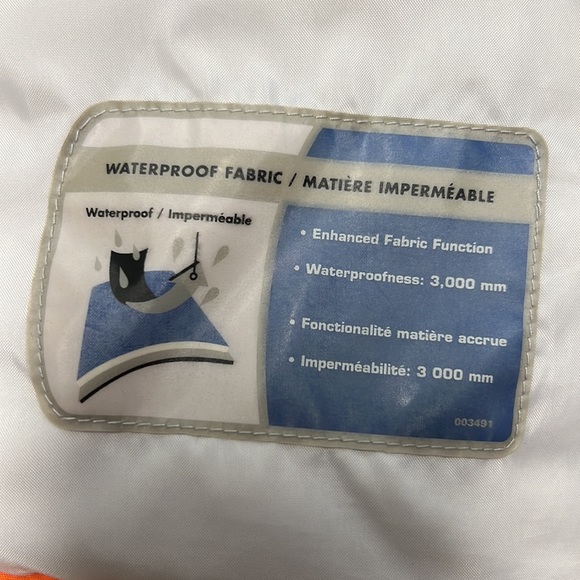 WATERPROOF FABRIC / MATIÈRE IMPERMÉABLE
Waterproof / Imperméable
• Enhanced Fabric Function
• Waterproofness: 3,000 mm
• Fonctionalité matière accrue
• Imperméabilité: 3 000 mm
003491